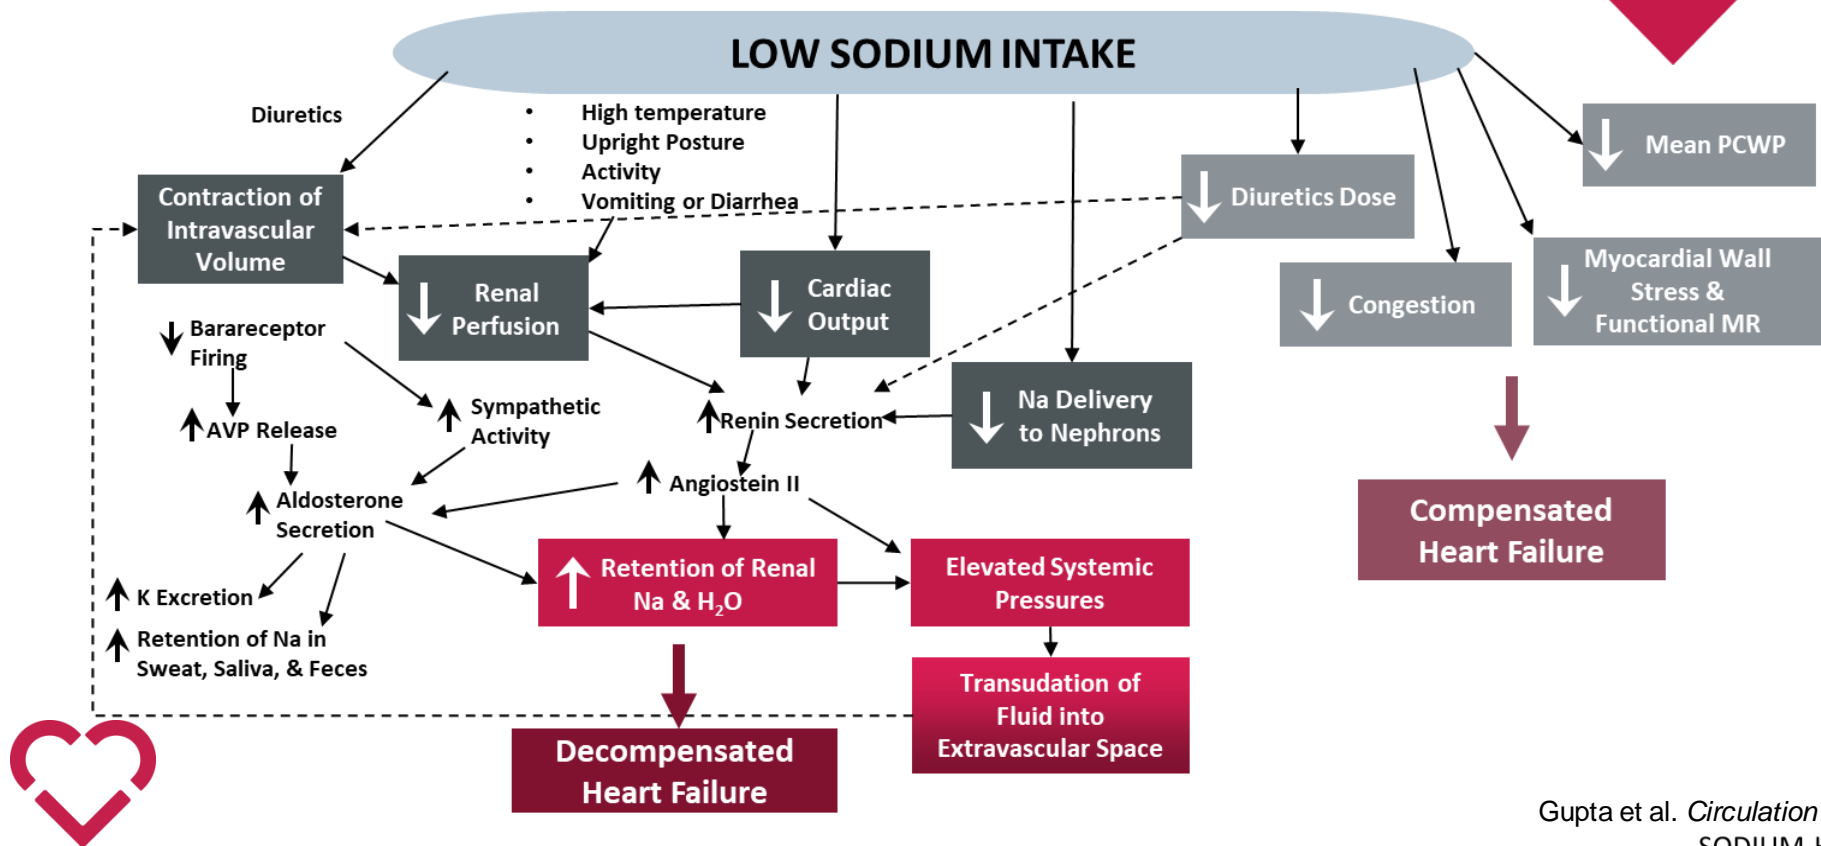 LOW SODIUM INTAKE
Diuretics
• High temperature
• Upright Posture
• Activity
• Vomiting or Diarrhea
Mean PCWP
Contraction of
Intravascular
Volume
Diuretics Dose
Renal
Perfusion
Cardiac
Output
Congestion
Myocardial Wall
Stress &
Functional MR
Barareceptor
Firing
AVP Release
Sympathetic
Activity
Renin Secretion
Na Delivery
to Nephrons
Angiostein II
Aldosterone
Secretion
Compensated
Heart Failure
K Excretion
Retention of Na in
Sweat, Saliva, & Feces
Retention of Renal
Na & H₂O
Elevated Systemic
Pressures
Transudation of
Fluid into
Extravascular Space
Decompensated
Heart Failure
Gupta et al. Circulation